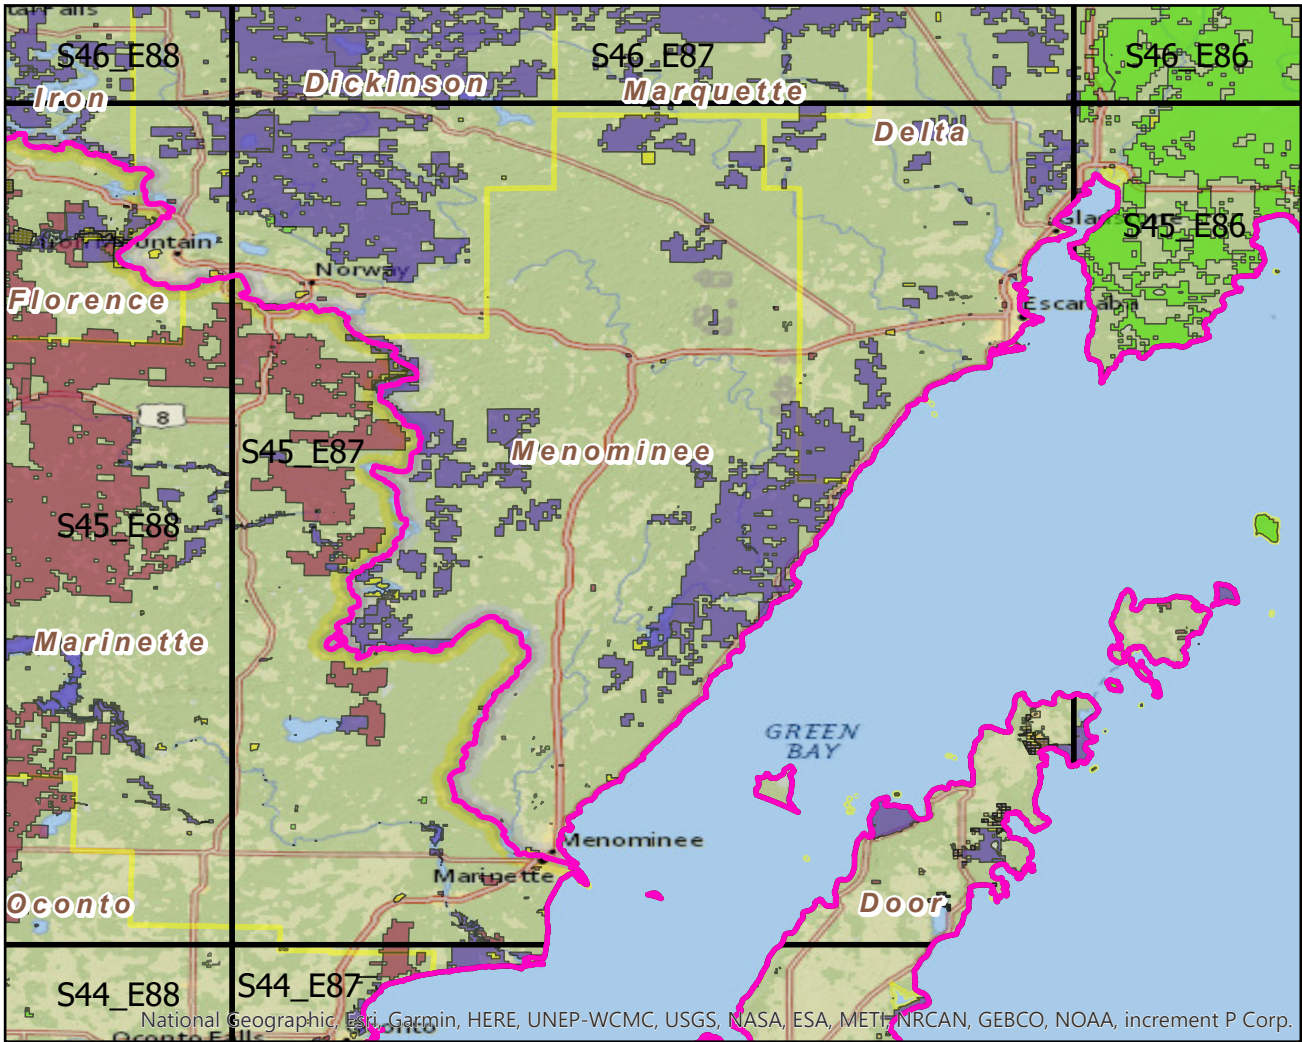 S46_E88
S46_E87
S46_E86
Iron
Dickinson
Marquette
Delta
S45_E86
Norway
Florence
Escanaba
8
S45_E87
Menominee
S45_E88
Marinette
GREEN
BAY
Menominee
Marinette
Oconto
Door
S44_E88
S44_E87
National Geographic, Esri, Garmin, HERE, UNEP-WCMC, USGS, NASA, ESA, METI, NRCAN, GEBCO, NOAA, increment P Corp.
Oconto Falls